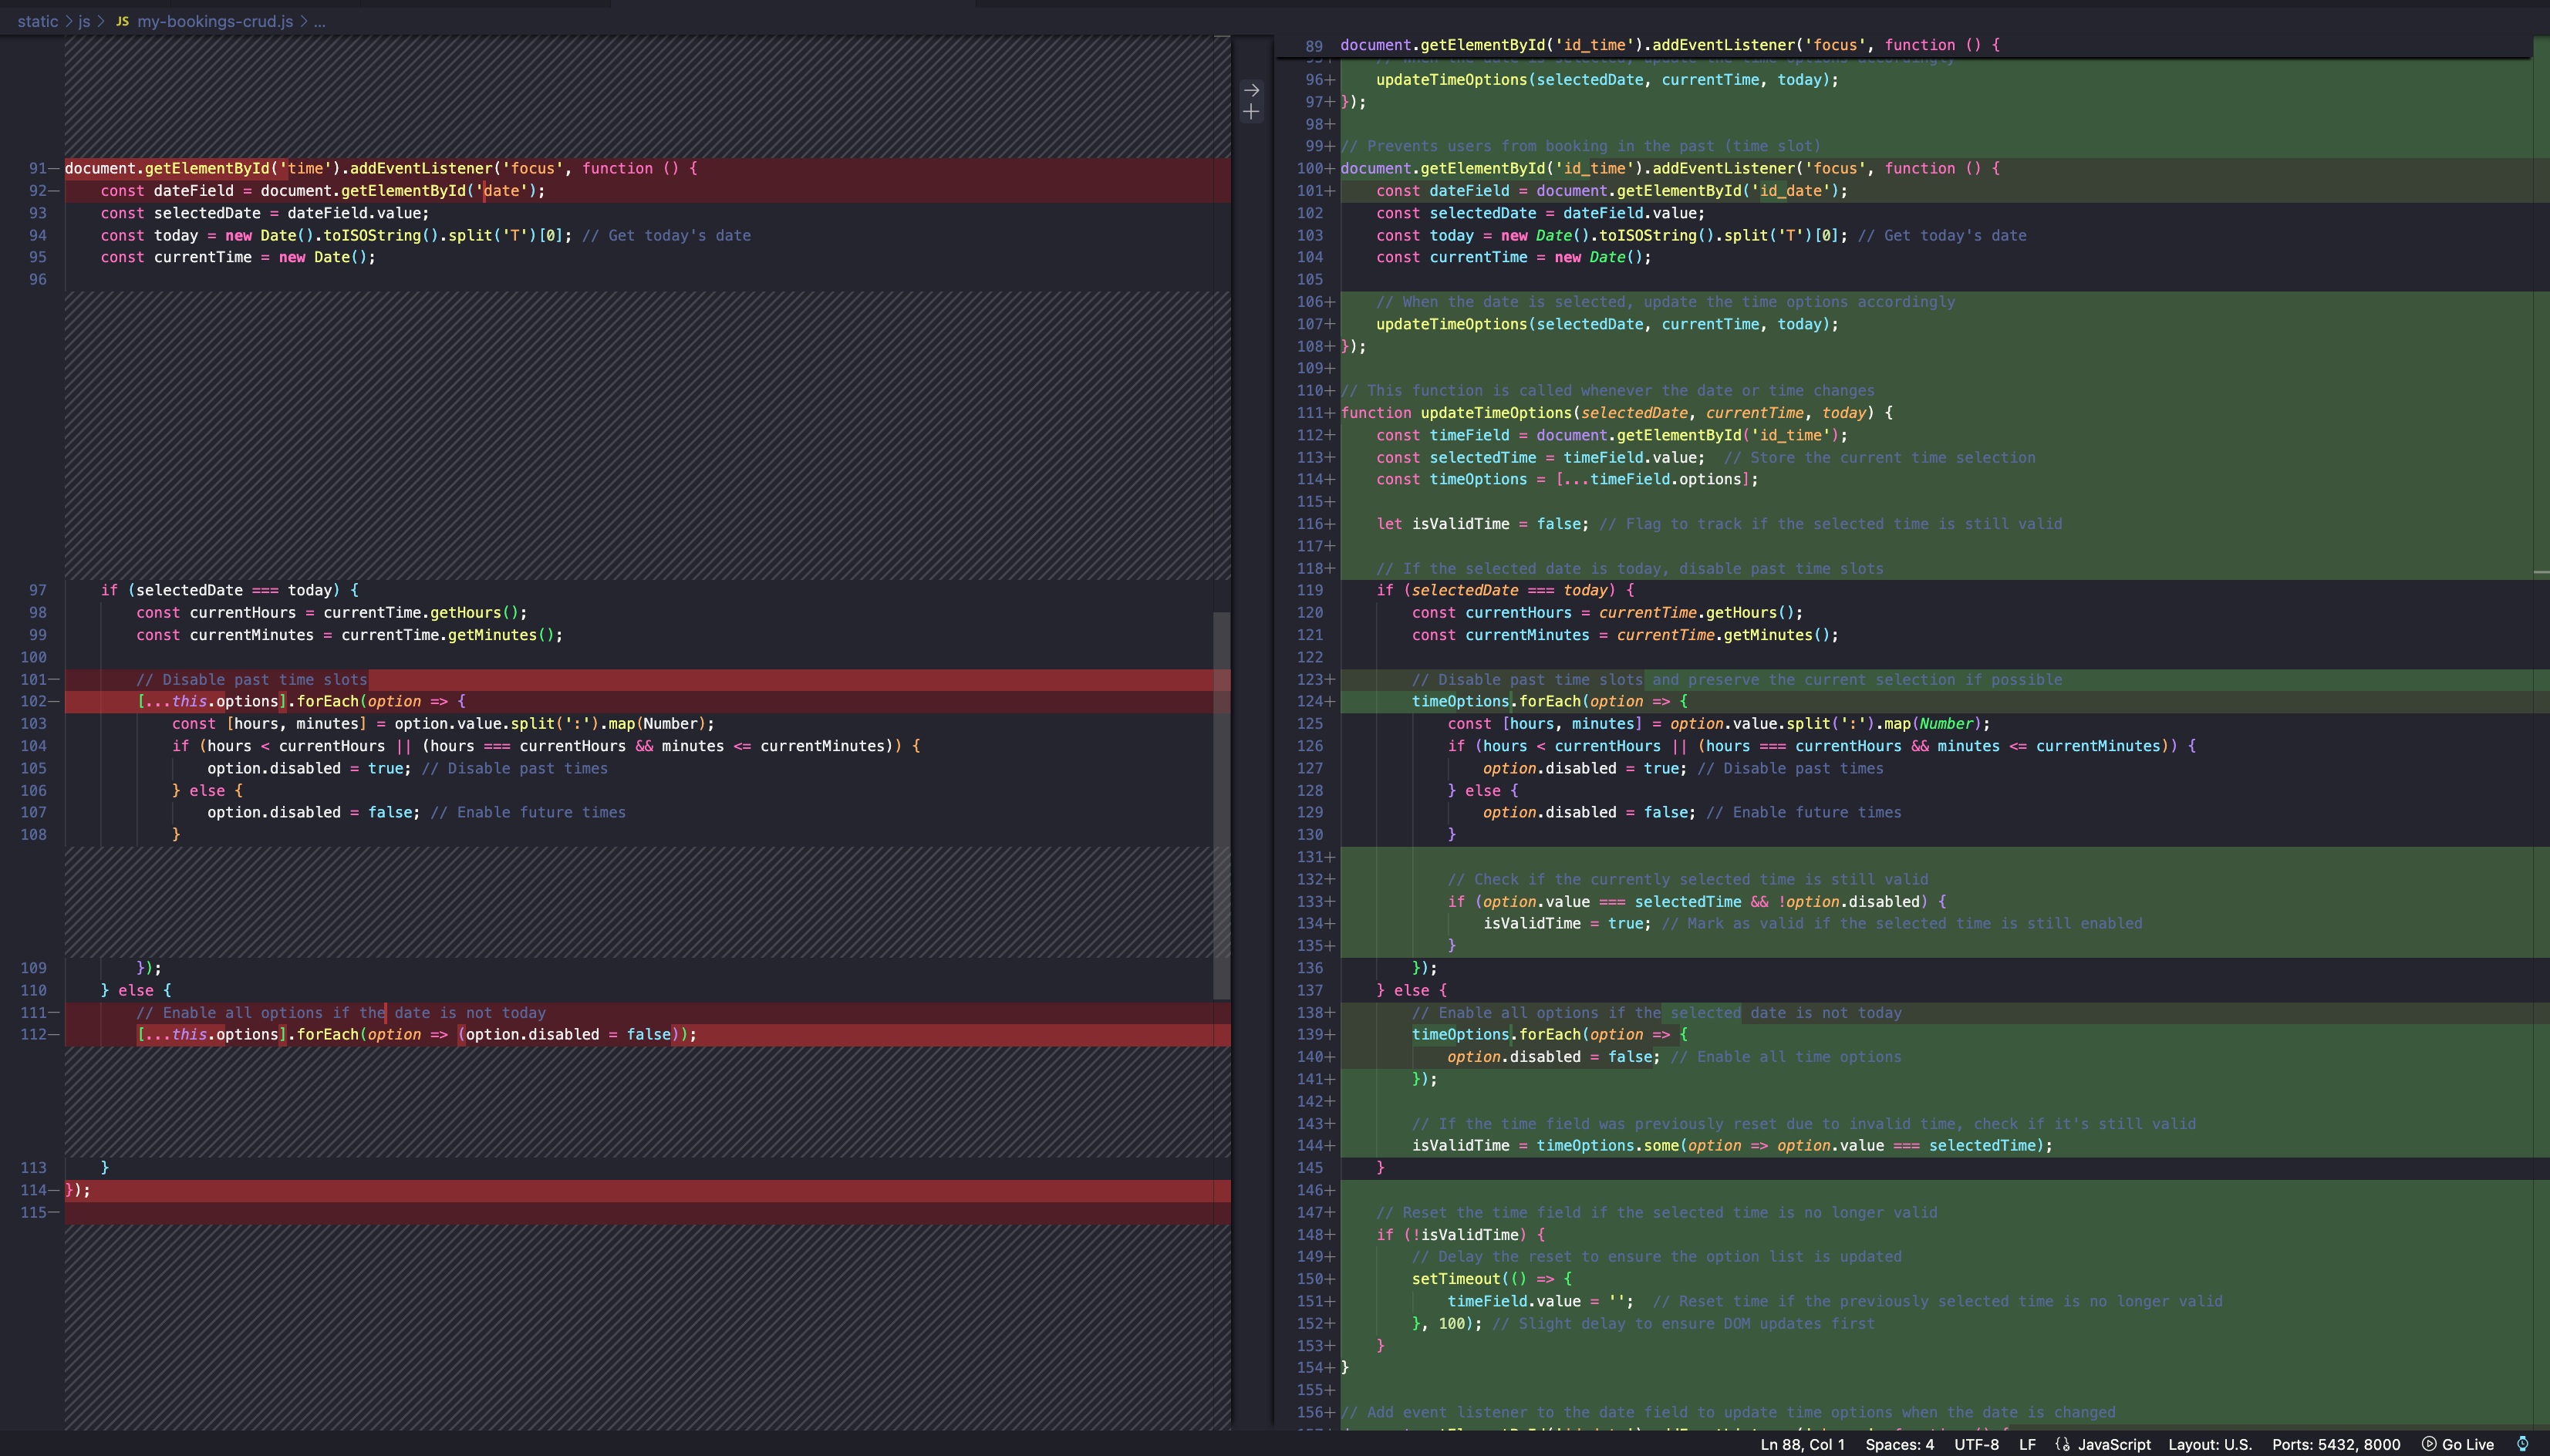 static > js > JS my-bookings-crud.js > ...
91— document.getElementById('time').addEventListener('focus', function () {
92— const dateField = document.getElementById('date');
93 const selectedDate = dateField.value;
94 const today = new Date().toISOString().split('T')[0]; // Get today's date
95 const currentTime = new Date();
96
97 if (selectedDate === today) {
98 const currentHours = currentTime.getHours();
99 const currentMinutes = currentTime.getMinutes();
100
101— // Disable past time slots
102— [...this.options].forEach(option => {
103 const [hours, minutes] = option.value.split(':').map(Number);
104 if (hours < currentHours || (hours === currentHours && minutes <= currentMinutes)) {
105 option.disabled = true; // Disable past times
106 } else {
107 option.disabled = false; // Enable future times
108 }
109 });
110 } else {
111— // Enable all options if the date is not today
112— [...this.options].forEach(option => (option.disabled = false));
113 }
114— });
115—
89 document.getElementById('id_time').addEventListener('focus', function () {
95+ // When the date is selected, update the time options accordingly
96+ updateTimeOptions(selectedDate, currentTime, today);
97+ });
98+
99+ // Prevents users from booking in the past (time slot)
100+ document.getElementById('id_time').addEventListener('focus', function () {
101+ const dateField = document.getElementById('id_date');
102 const selectedDate = dateField.value;
103 const today = new Date().toISOString().split('T')[0]; // Get today's date
104 const currentTime = new Date();
105
106+ // When the date is selected, update the time options accordingly
107+ updateTimeOptions(selectedDate, currentTime, today);
108+ });
109+
110+ // This function is called whenever the date or time changes
111+ function updateTimeOptions(selectedDate, currentTime, today) {
112+ const timeField = document.getElementById('id_time');
113+ const selectedTime = timeField.value; // Store the current time selection
114+ const timeOptions = [...timeField.options];
115+
116+ let isValidTime = false; // Flag to track if the selected time is still valid
117+
118+ // If the selected date is today, disable past time slots
119 if (selectedDate === today) {
120 const currentHours = currentTime.getHours();
121 const currentMinutes = currentTime.getMinutes();
122
123+ // Disable past time slots and preserve the current selection if possible
124+ timeOptions.forEach(option => {
125 const [hours, minutes] = option.value.split(':').map(Number);
126 if (hours < currentHours || (hours === currentHours && minutes <= currentMinutes)) {
127 option.disabled = true; // Disable past times
128 } else {
129 option.disabled = false; // Enable future times
130 }
131+
132+ // Check if the currently selected time is still valid
133+ if (option.value === selectedTime && !option.disabled) {
134+ isValidTime = true; // Mark as valid if the selected time is still enabled
135+ }
136 });
137 } else {
138+ // Enable all options if the selected date is not today
139+ timeOptions.forEach(option => {
140+ option.disabled = false; // Enable all time options
141+ });
142+
143+ // If the time field was previously reset due to invalid time, check if it's still valid
144+ isValidTime = timeOptions.some(option => option.value === selectedTime);
145 }
146+
147+ // Reset the time field if the selected time is no longer valid
148+ if (!isValidTime) {
149+ // Delay the reset to ensure the option list is updated
150+ setTimeout(() => {
151+ timeField.value = ''; // Reset time if the previously selected time is no longer valid
152+ }, 100); // Slight delay to ensure DOM updates first
153+ }
154+ }
155+
156+ // Add event listener to the date field to update time options when the date is changed
Ln 88, Col 1 Spaces: 4 UTF-8 LF {} JavaScript Layout: U.S. Ports: 5432, 8000 Go Live